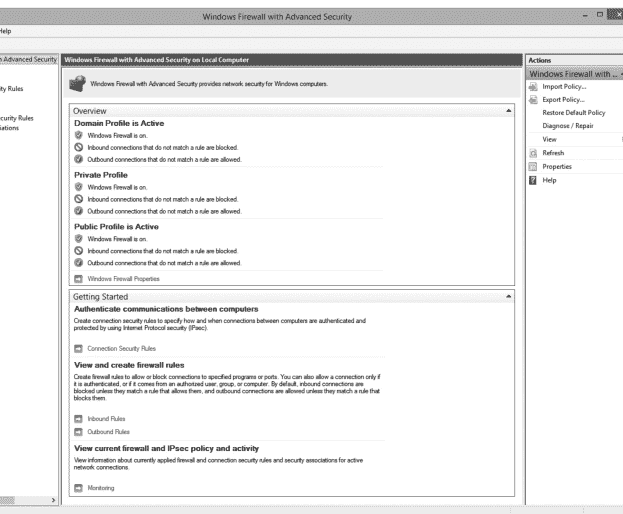 Windows Firewall with Advanced Security
Help
h Advanced Security
ity Rules
curity Rules
iations
Windows Firewall with Advanced Security on Local Computer
Windows Firewall with Advanced Security provides network security for Windows computers.
Overview
Domain Profile is Active
Windows Firewall is on.
Inbound connections that do not match a rule are blocked.
Outbound connections that do not match a rule are allowed.
Private Profile
Windows Firewall is on.
Inbound connections that do not match a rule are blocked.
Outbound connections that do not match a rule are allowed.
Public Profile is Active
Windows Firewall is on.
Inbound connections that do not match a rule are blocked.
Outbound connections that do not match a rule are allowed.
Windows Firewall Properties
Getting Started
Authenticate communications between computers
Create connection security rules to specify how and when connections between computers are authenticated and
protected by using Internet Protocol security (IPsec).
Connection Security Rules
View and create firewall rules
Create firewall rules to allow or block connections to specified programs or ports. You can also allow a connection only if
it is authenticated, or if it comes from an authorized user, group, or computer. By default, inbound connections are
blocked unless they match a rule that allows them, and outbound connections are allowed unless they match a rule that
blocks them.
Inbound Rules
Outbound Rules
View current firewall and IPsec policy and activity
View information about currently applied firewall and connection security rules and security associations for active
network connections.
Monitoring
Actions
Windows Firewall with ...
Import Policy...
Export Policy...
Restore Default Policy
Diagnose / Repair
View
Refresh
Properties
Help